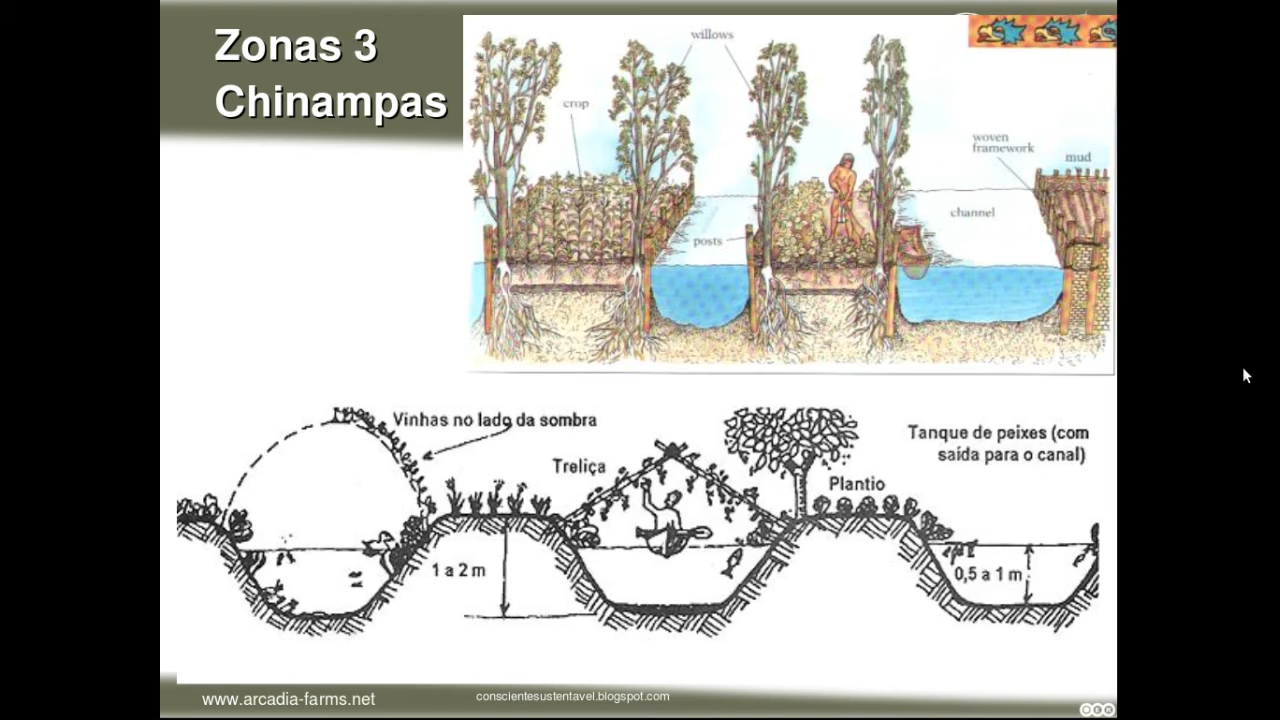 Zonas 3
Chinampas
willows
crop
woven
framework
mud
channel
posts
Vinhas no lado da sombra
Treliça
Tanque de peixes (com
saída para o canal)
Plantio
1 a 2 m
0,5 a 1 m
www.arcadia-farms.net
conscientesustentavel.blogspot.com